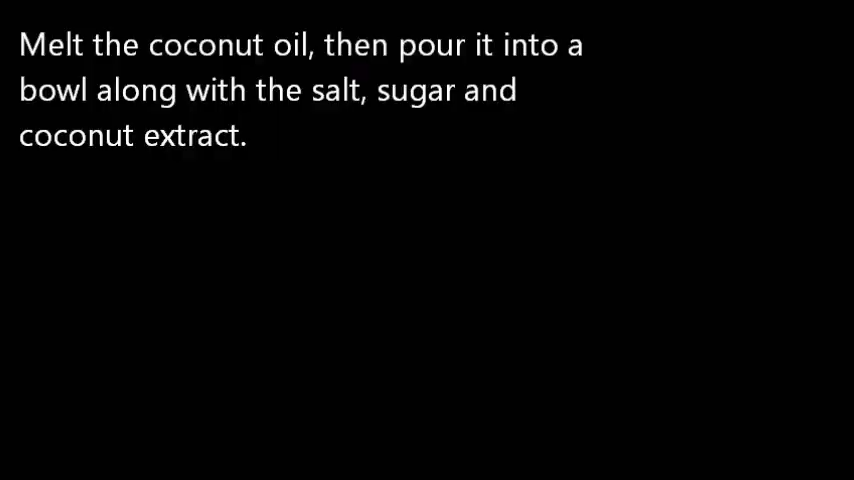 Melt the coconut oil, then pour it into a
bowl along with the salt, sugar and
coconut extract.